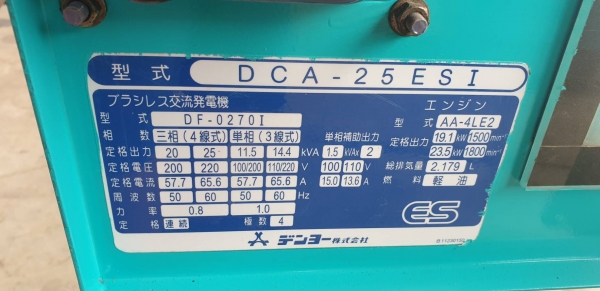 型式 DCA-25ESI
ブラシレス交流発電機
型式 DF-0270I
相数 三相(4線式) 単相(3線式) 単相補助出力
定格出力 20 25 11.5 14.4 kVA 1.5 kVAx 2
定格電圧 200 220 100/200 110/220 V 100 110 V
定格電流 57.7 65.6 57.7 65.6 A 15.0 13.6 A
周波数 50 60 50 60 Hz
力率 0.8 1.0
定格 連続 極数 4
エンジン
型式 AA-4LE2
定格出力 19.1 kW 1500 min⁻¹
23.5 kW 1800 min⁻¹
総排気量 2.179 L
燃料 軽油
ES
デンヨー株式会社